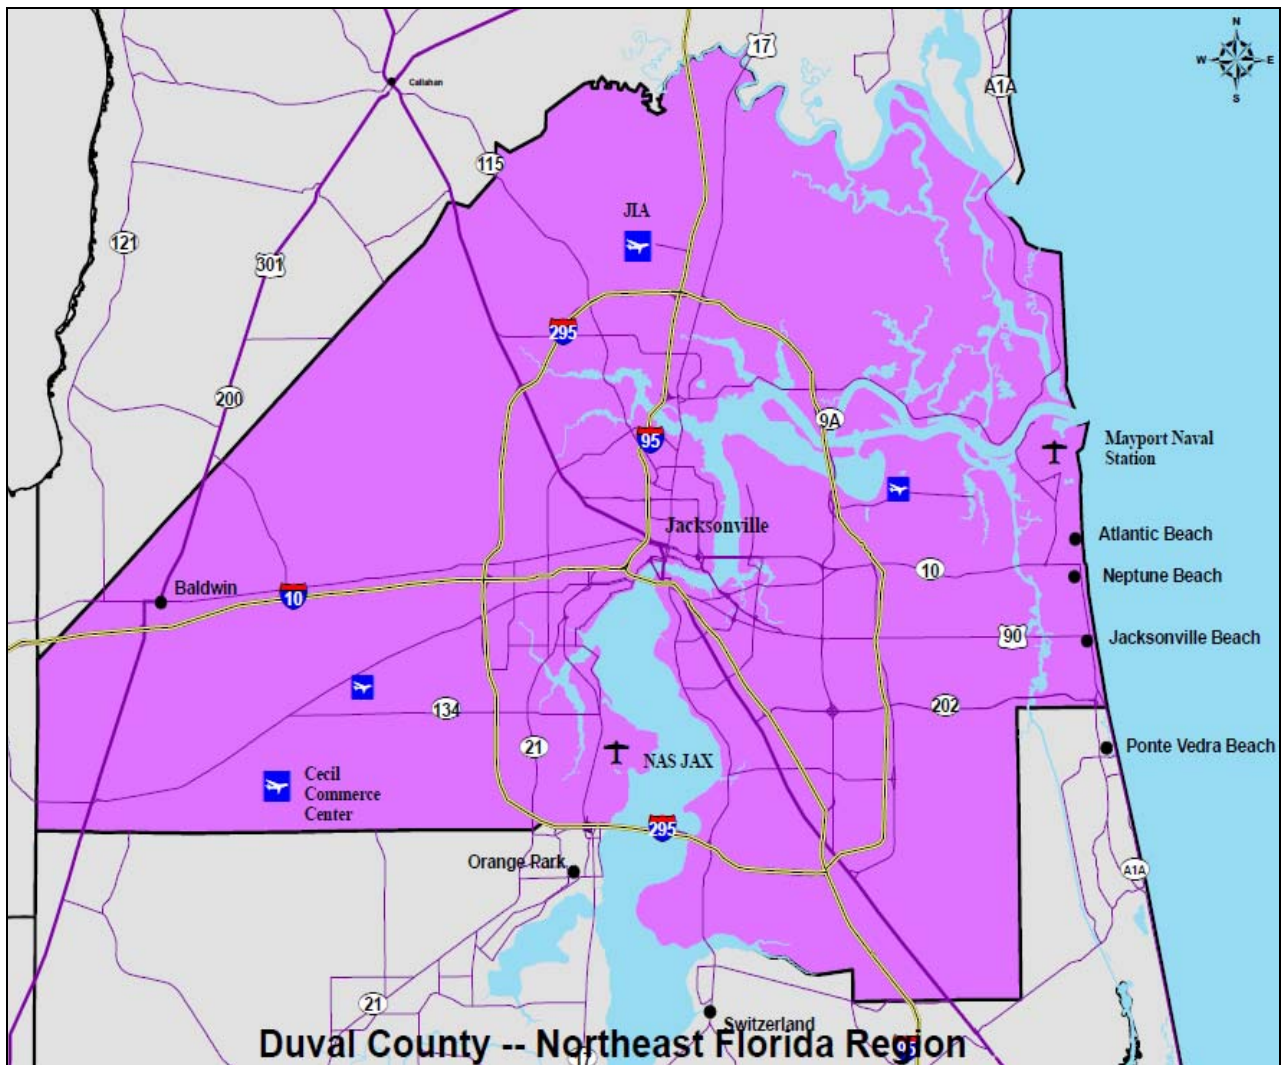 N
W E
S
17
A1A
Callahan
115
121
JIA
301
295
200
9A
95
Mayport Naval
Station
Jacksonville
Atlantic Beach
10
Neptune Beach
Baldwin
10
90
Jacksonville Beach
134
202
21
Ponte Vedra Beach
NAS JAX
Cecil
Commerce
Center
295
Orange Park
A1A
21
Switzerland
Duval County -- Northeast Florida Region
17
95